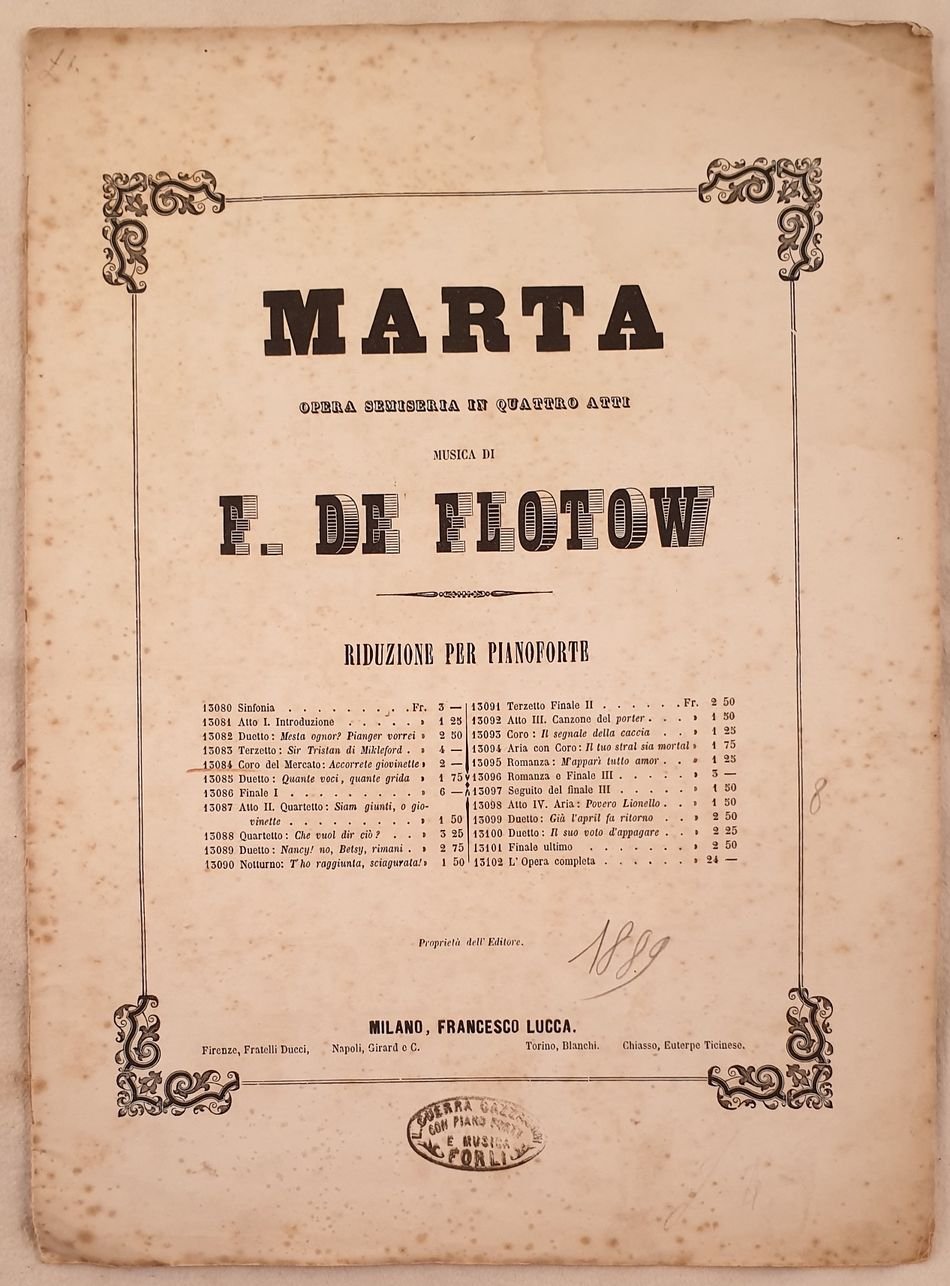 MARTA
OPERA SEMISERIA IN QUATTRO ATTI
MUSICA DI
F. DE FLOTOW
RIDUZIONE PER PIANOFORTE
13080 Sinfonia . . . . . . . . . Fr. 3 —
13081 Atto I. Introduzione . . . . . » 1 25
13082 Duetto: Mesta ognor? Pianger vorrei » 2 50
13083 Terzetto: Sir Tristan di Mikleford . » 4 —
13084 Coro del Mercato: Accorrete giovinette » 2 —
13085 Duetto: Quante voci, quante grida » 1 75
13086 Finale I . . . . . . . . . » 6 —
13087 Atto II. Quartetto: Siam giunti, o gio-
vinette . . . . . . . . . » 1 50
13088 Quartetto: Che vuol dir ciò? . . . » 3 25
13089 Duetto: Nancy! no, Betsy, rimani . » 2 75
13090 Notturno: T'ho raggiunta, sciagurata! » 1 50
13091 Terzetto Finale II . . . . . . Fr. 2 50
13092 Atto III. Canzone del porter . . . » 1 50
13093 Coro: Il segnale della caccia . . . » 1 25
13094 Aria con Coro: Il tuo stral sia mortal » 1 75
13095 Romanza: M'apparì tutto amor . . » 1 25
13096 Romanza e Finale III . . . . . » 3 —
13097 Seguito del finale III . . . . . » 1 50
13098 Atto IV. Aria: Povero Lionello . . » 1 50
13099 Duetto: Già l'april fa ritorno . . » 2 50
13100 Duetto: Il suo voto d'appagare . . » 2 25
13101 Finale ultimo . . . . . . . » 2 50
13102 L'Opera completa . . . . . . » 24 —
8
Proprietà dell'Editore.
1889
MILANO, FRANCESCO LUCCA.
Firenze, Fratelli Ducci, Napoli, Girard e C. Torino, Blanchi. Chiasso, Euterpe Ticinese.
GUERRA
CON PIANO FORTI
E MUSICA
FORLI